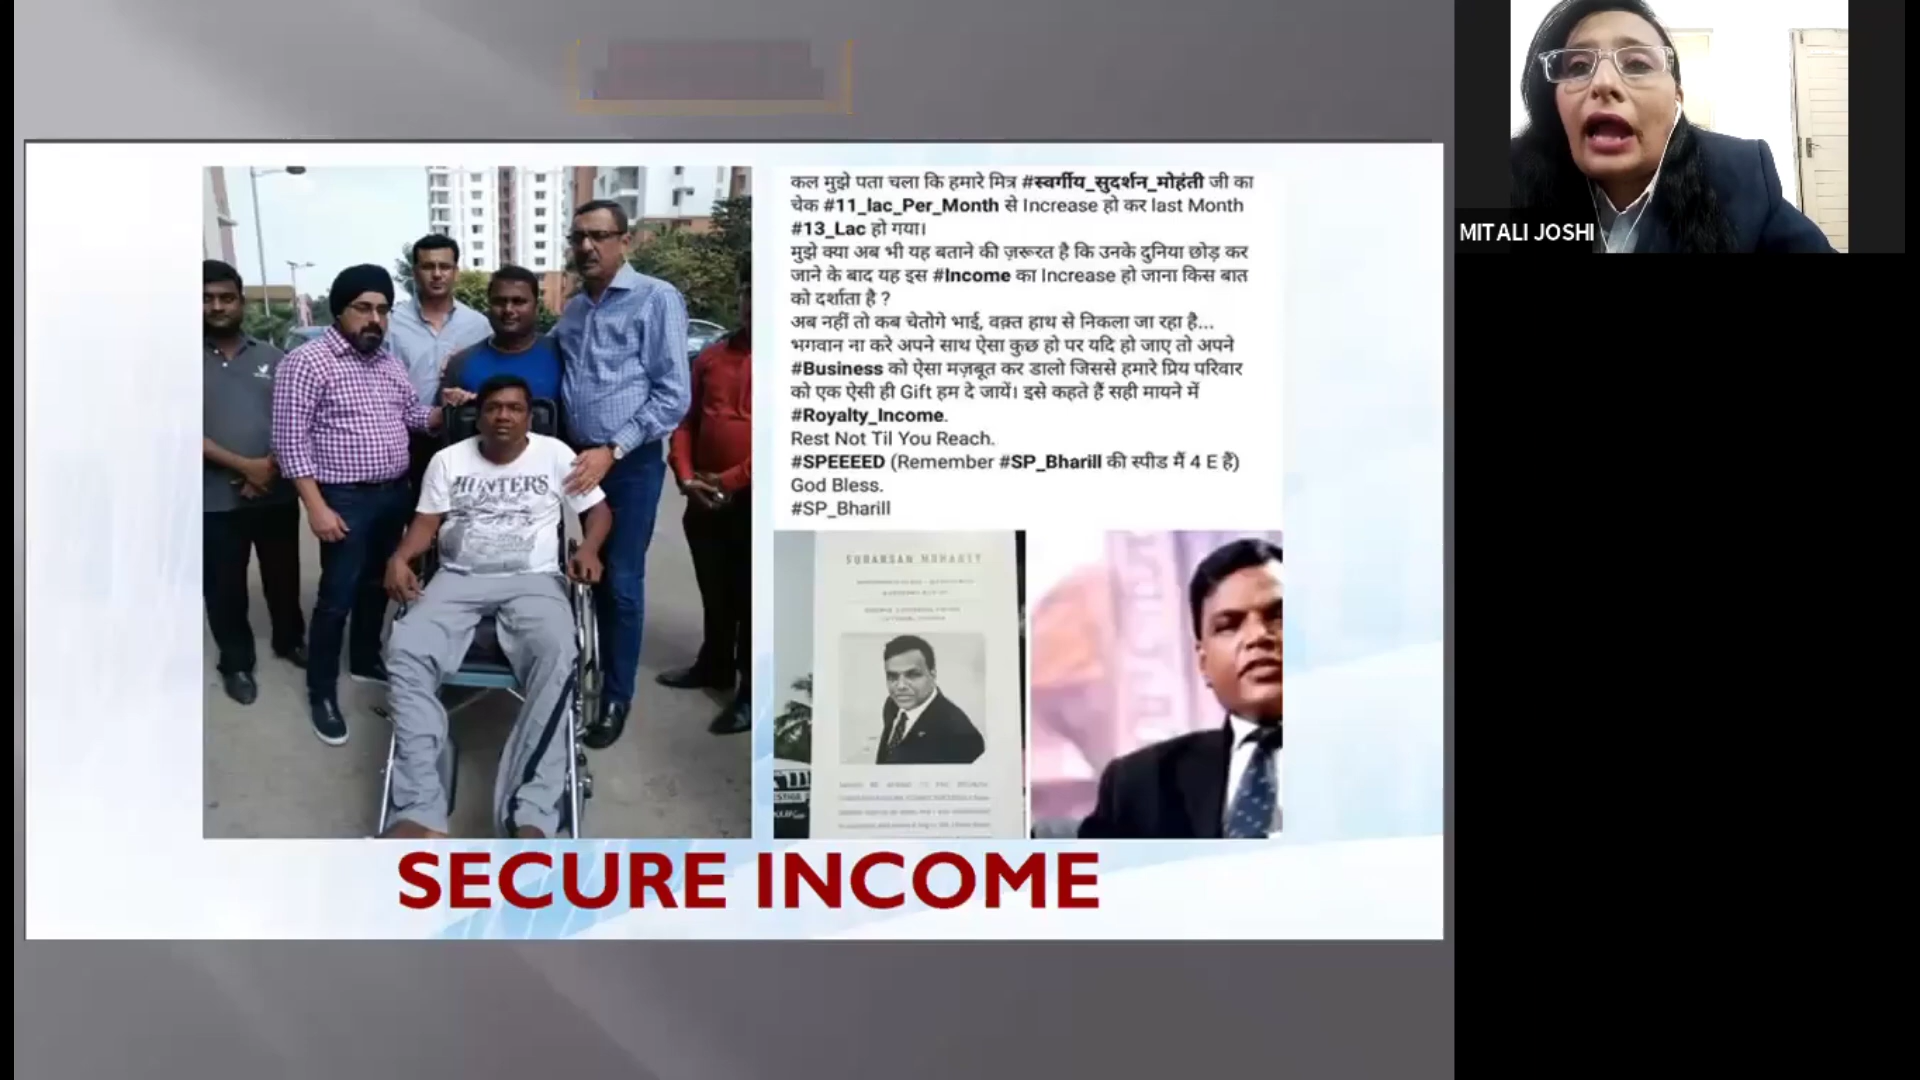 कल मुझे पता चला कि हमारे मित्र #स्वर्गीय_सुदर्शन_मोहंती जी का
चेक #11_lac_Per_Month से Increase हो कर last Month
#13_Lac हो गया।
मुझे क्या अब भी यह बताने की ज़रूरत है कि उनके दुनिया छोड़ कर
जाने के बाद यह इस #Income का Increase हो जाना किस बात
को दर्शाता है ?
अब नहीं तो कब चेतोगे भाई, वक़्त हाथ से निकला जा रहा है...
भगवान ना करे अपने साथ ऐसा कुछ हो पर यदि हो जाए तो अपने
#Business को ऐसा मज़बूत कर डालो जिससे हमारे प्रिय परिवार
को एक ऐसी ही Gift हम दे जायें। इसे कहते हैं सही मायने में
#Royalty_Income.
Rest Not Til You Reach.
#SPEEEED (Remember #SP_Bharill की स्पीड मैं 4 E हैं)
God Bless.
#SP_Bharill
HUNTERS
SECURE INCOME
MITALI JOSHI